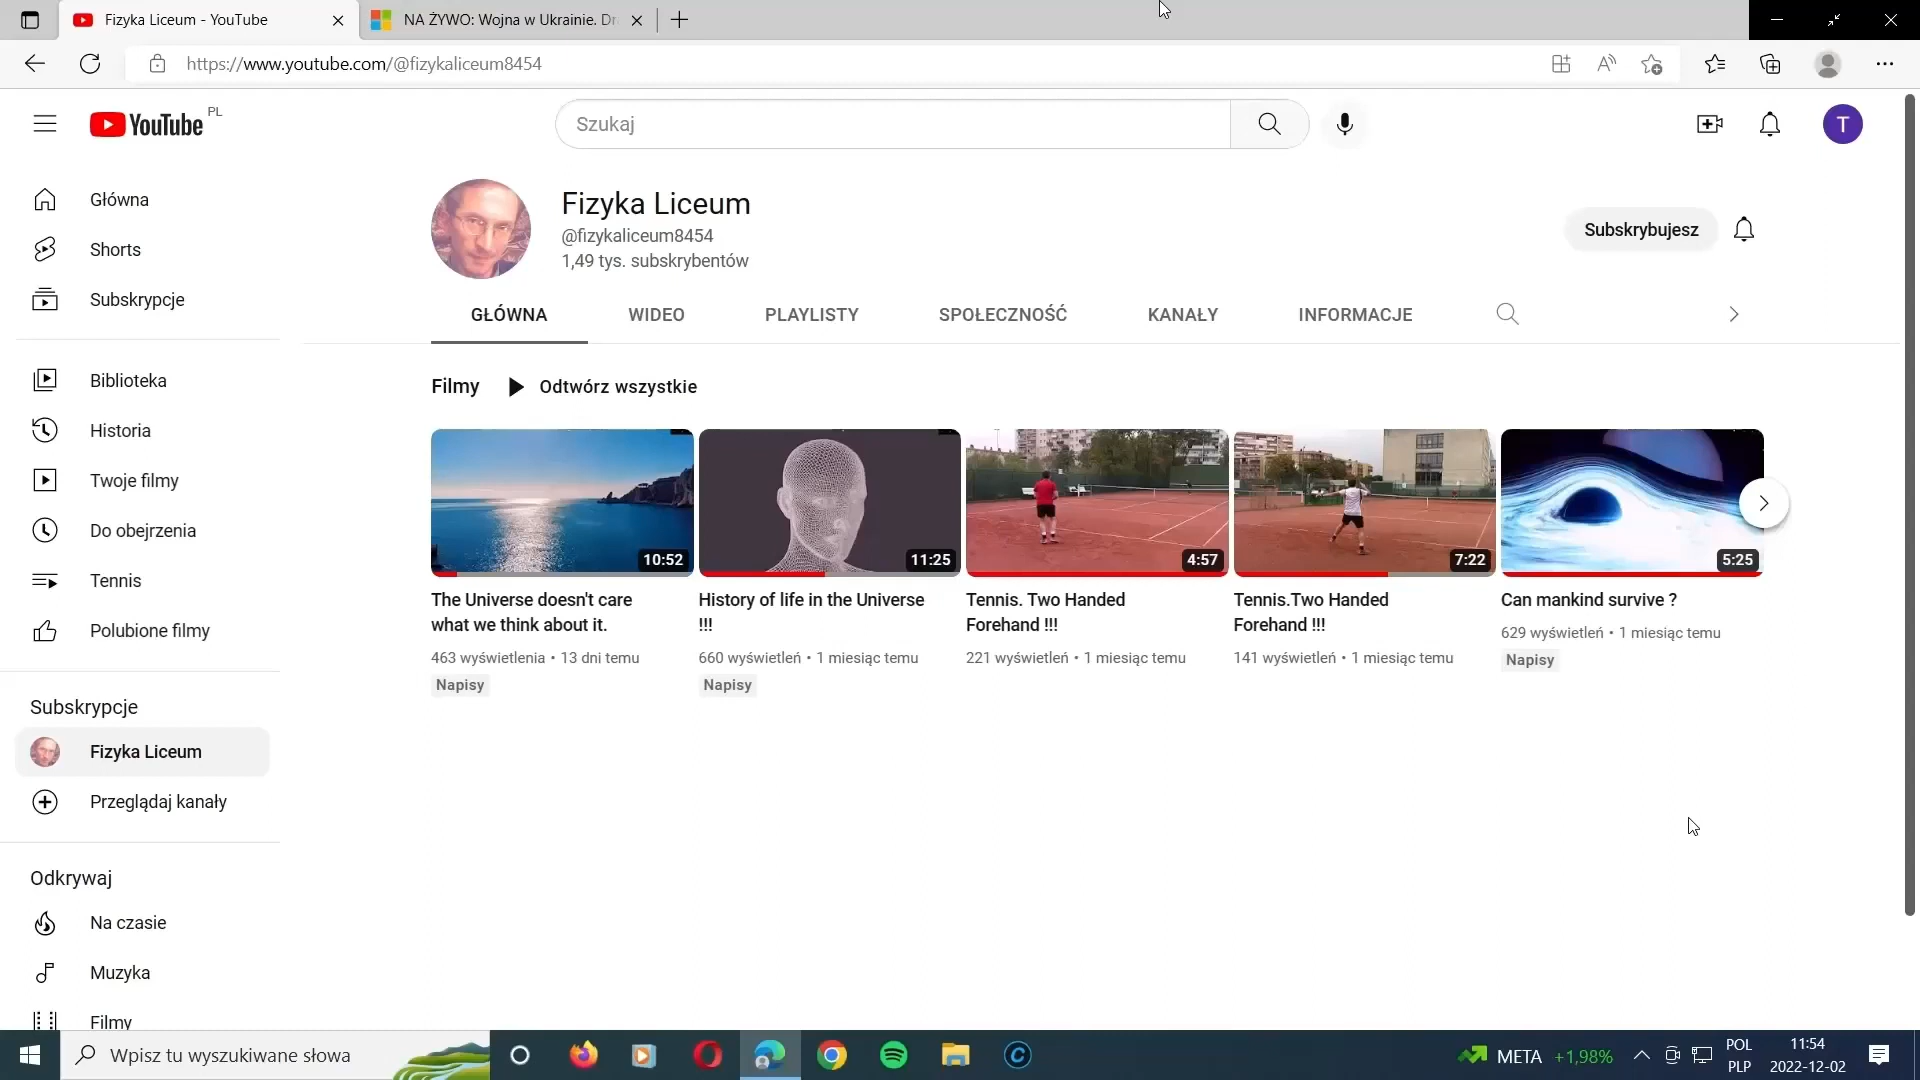 Fizyka Liceum - YouTube
NA ŻYWO: Wojna w Ukrainie. Dr
https://www.youtube.com/@fizykaliceum8454
YouTube PL
Szukaj
T
Główna
Shorts
Subskrypcje
Biblioteka
Historia
Twoje filmy
Do obejrzenia
Tennis
Polubione filmy
Subskrypcje
Fizyka Liceum
Przeglądaj kanały
Odkrywaj
Na czasie
Muzyka
Filmy
Fizyka Liceum
@fizykaliceum8454
1,49 tys. subskrybentów
Subskrybujesz
GŁÓWNA WIDEO PLAYLISTY SPOŁECZNOŚĆ KANAŁY INFORMACJE
Filmy Odtwórz wszystkie
10:52
The Universe doesn't care
what we think about it.
463 wyświetlenia • 13 dni temu
Napisy
11:25
History of life in the Universe
!!!
660 wyświetleń • 1 miesiąc temu
Napisy
4:57
Tennis. Two Handed
Forehand !!!
221 wyświetleń • 1 miesiąc temu
7:22
Tennis.Two Handed
Forehand !!!
141 wyświetleń • 1 miesiąc temu
5:25
Can mankind survive ?
629 wyświetleń • 1 miesiąc temu
Napisy
Wpisz tu wyszukiwane słowa
META +1,98%
POL
PLP
11:54
2022-12-02